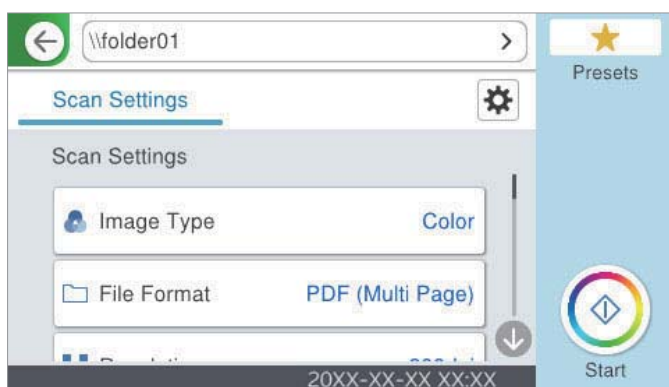 \\folder01
Presets
Scan Settings
Scan Settings
Image Type Color
File Format PDF (Multi Page)
20XX-XX-XX XX:XX
Start